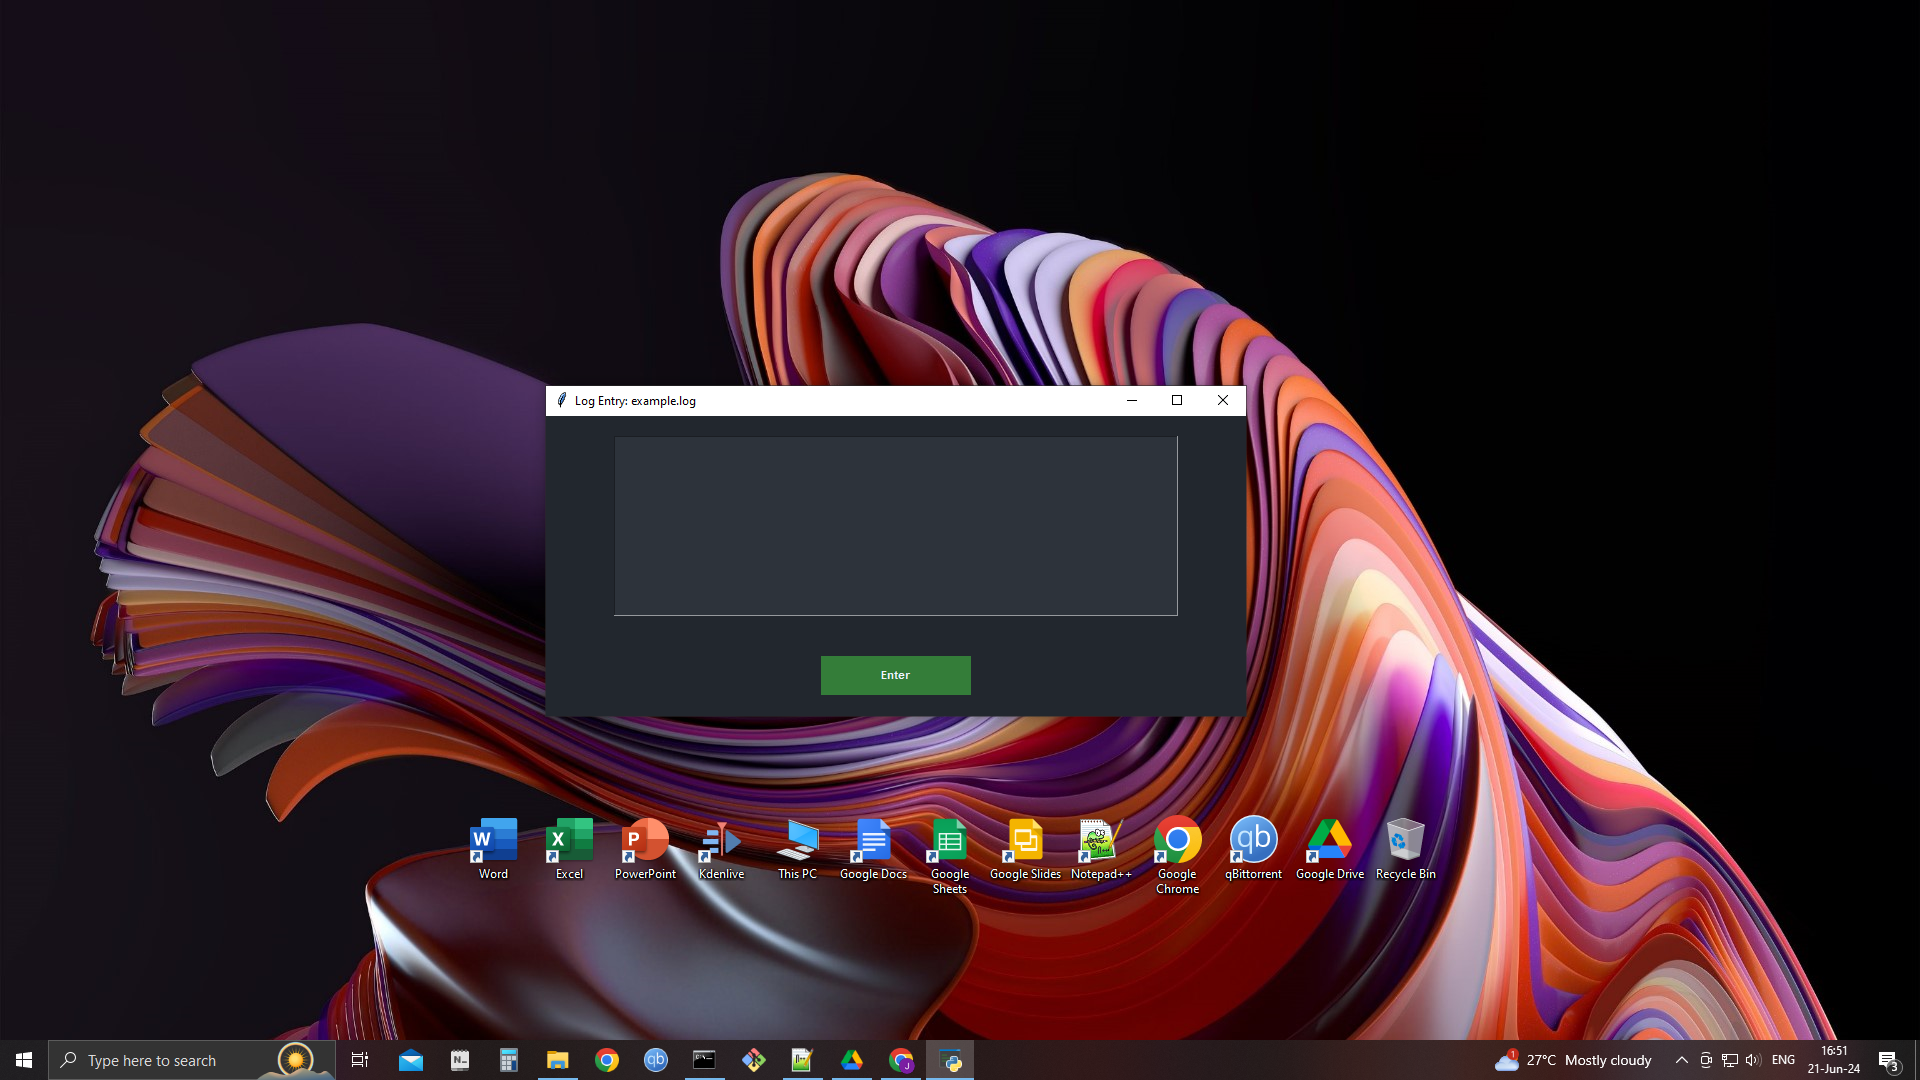 Log Entry: example.log
Enter
Word
Excel
PowerPoint
Kdenlive
This PC
Google Docs
Google
Sheets
Google Slides
Notepad++
Google
Chrome
qBittorrent
Google Drive
Recycle Bin
Type here to search
1
27°C Mostly cloudy
ENG
16:51
21-Jun-24
3